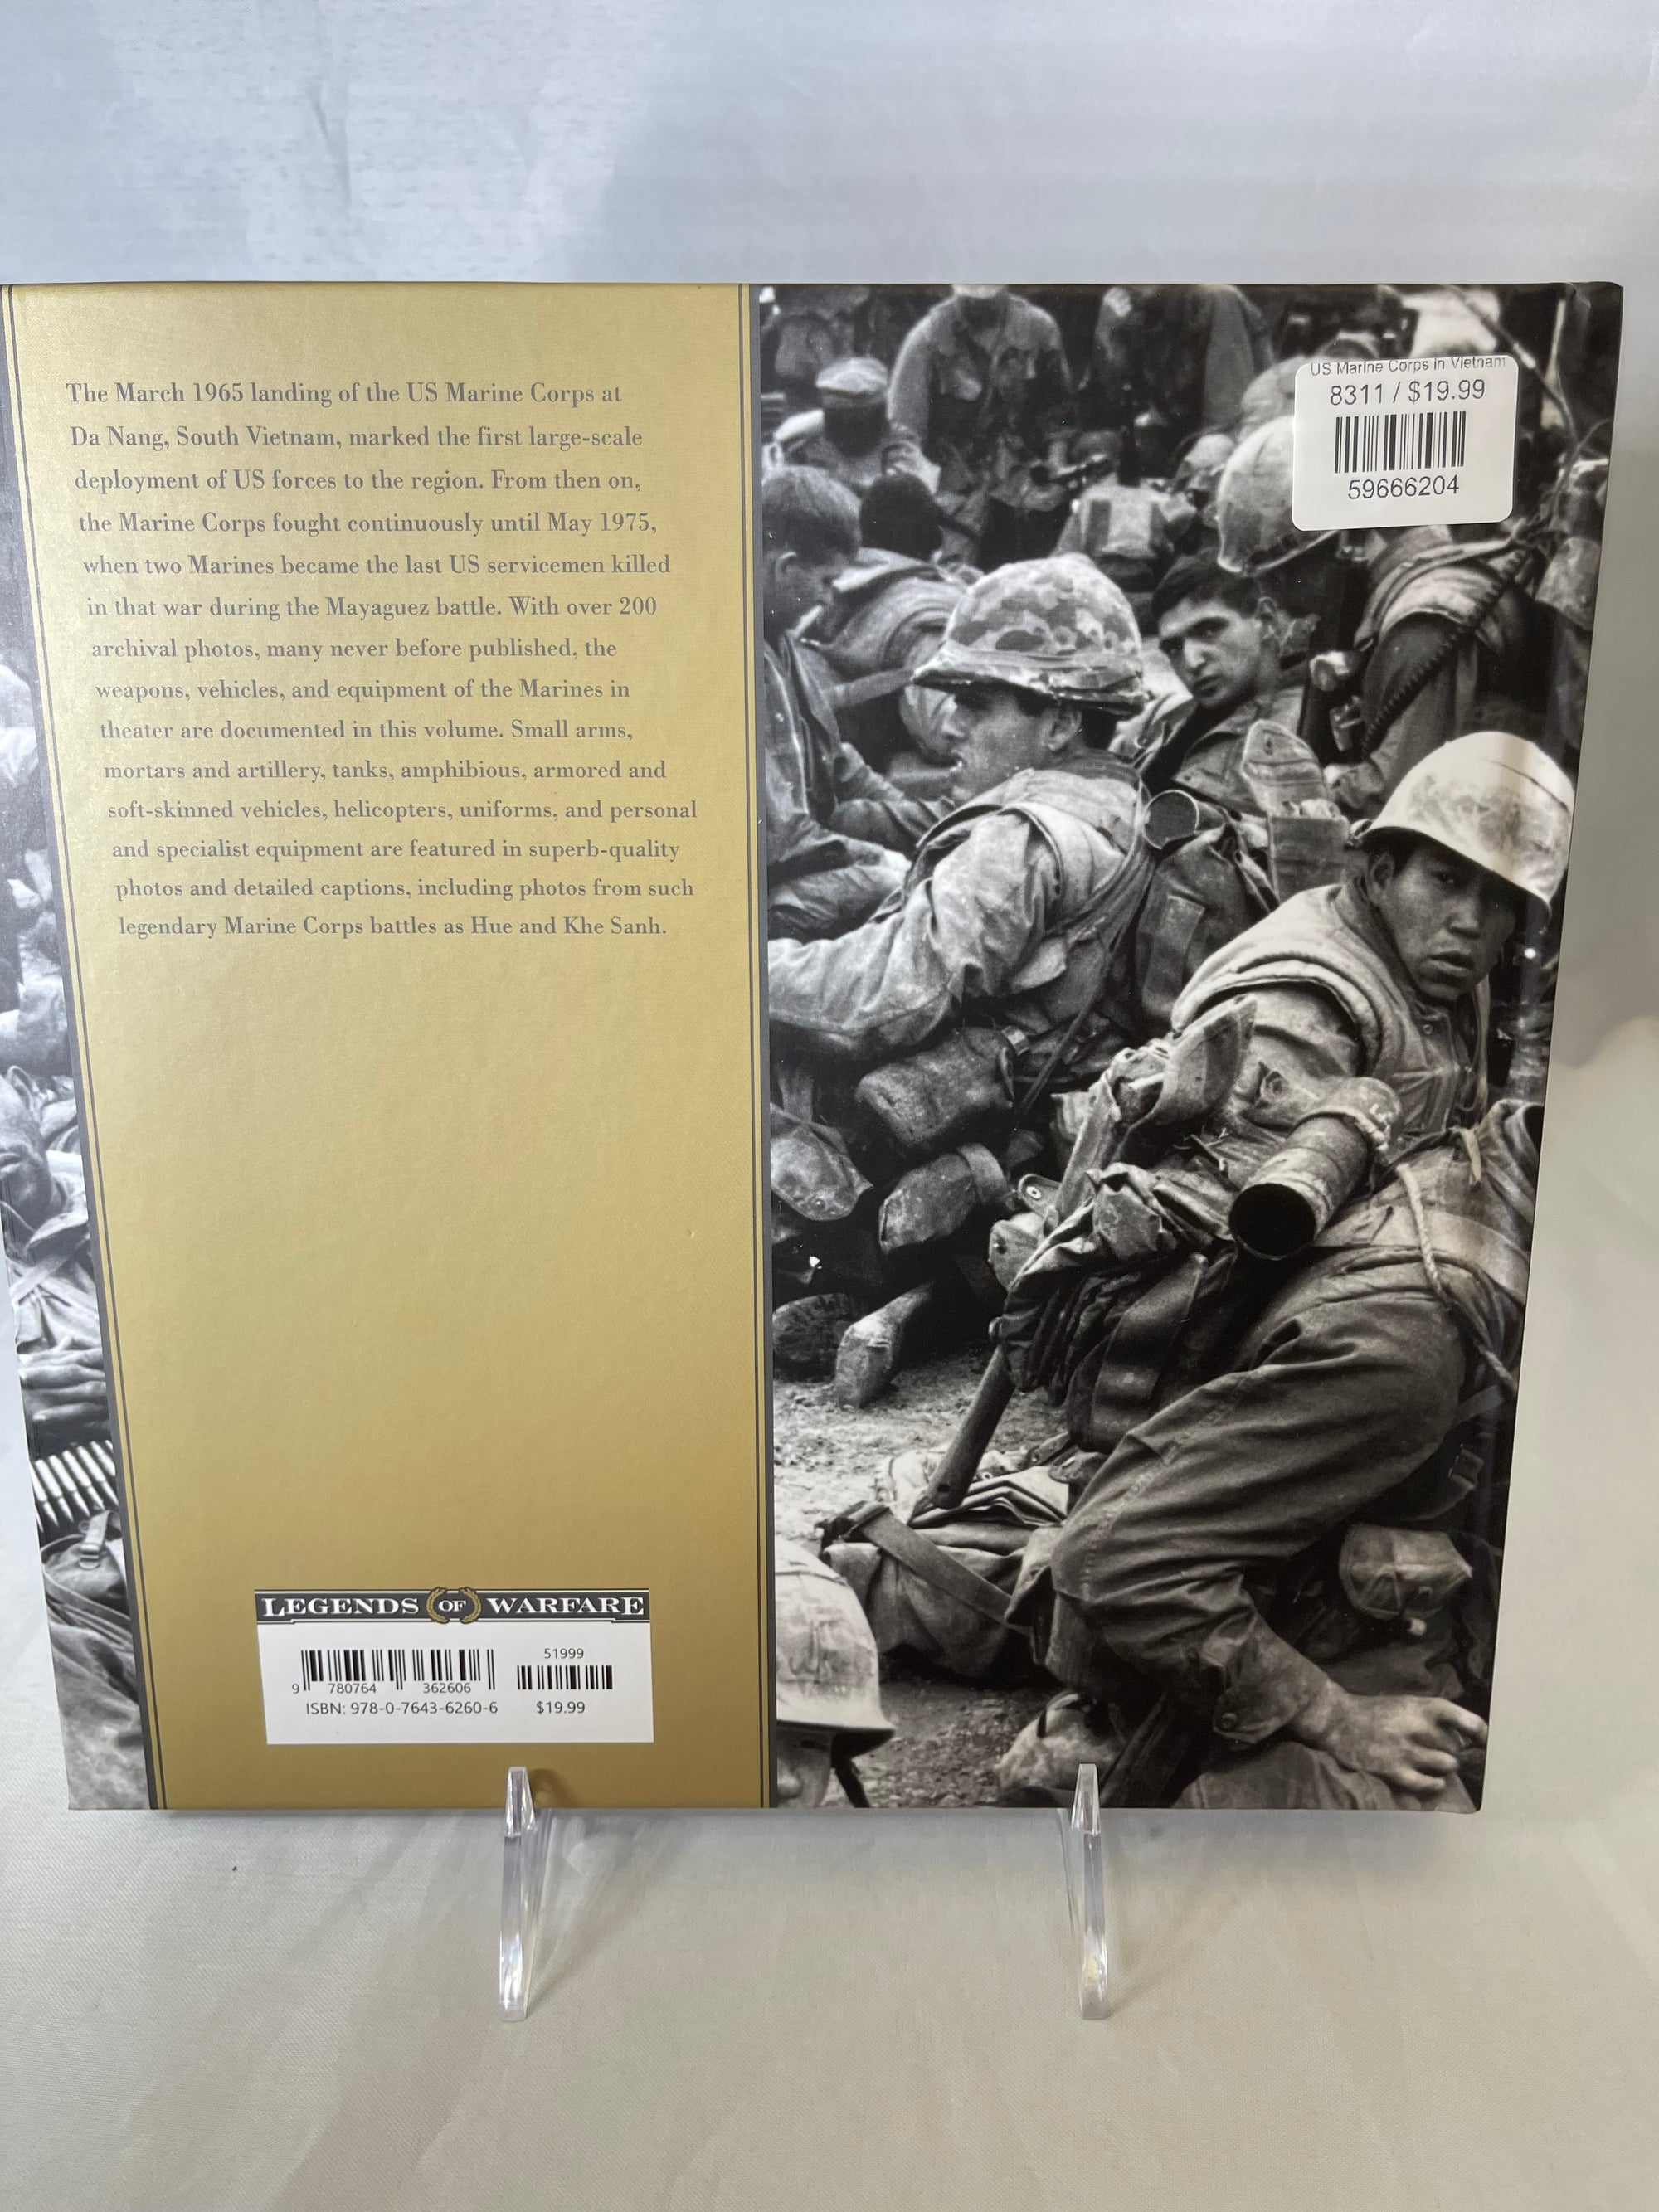 The March 1965 landing of the US Marine Corps at
Da Nang, South Vietnam, marked the first large-scale
deployment of US forces to the region. From then on,
the Marine Corps fought continuously until May 1975,
when two Marines became the last US servicemen killed
in that war during the Mayaguez battle. With over 200
archival photos, many never before published, the
weapons, vehicles, and equipment of the Marines in
theater are documented in this volume. Small arms,
mortars and artillery, tanks, amphibious, armored and
soft-skinned vehicles, helicopters, uniforms, and personal
and specialist equipment are featured in superb-quality
photos and detailed captions, including photos from such
legendary Marine Corps battles as Hue and Khe Sanh.
LEGENDS OF WARFARE
51999
9 780764 362606
ISBN: 978-0-7643-6260-6 $19.99
US Marine Corps in Vietnam
8311 / $19.99
59666204